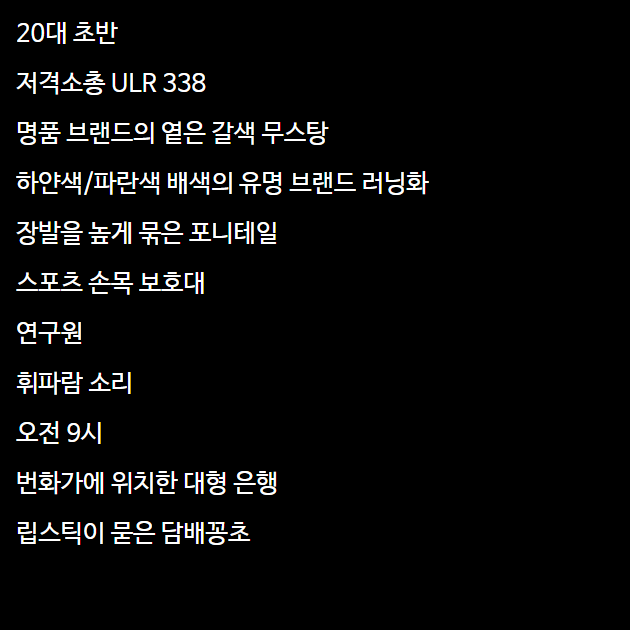 20대 초반
저격소총 ULR 338
명품 브랜드의 옅은 갈색 무스탕
하얀색/파란색 배색의 유명 브랜드 러닝화
장발을 높게 묶은 포니테일
스포츠 손목 보호대
연구원
휘파람 소리
오전 9시
번화가에 위치한 대형 은행
립스틱이 묻은 담배꽁초